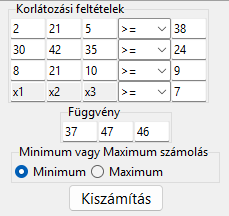 Korlátozási feltételek
2 21 5 >= 38
30 42 35 >= 24
8 21 10 >= 9
x1 x2 x3 >= 7
Függvény
37 47 46
Minimum vagy Maximum számolás
Minimum Maximum
Kiszámítás